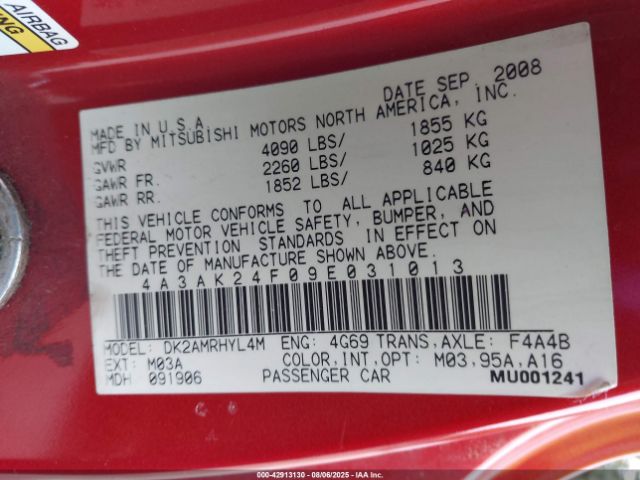 AIRBAG
DATE SEP 2008
MADE IN U.S.A.
MFD BY MITSUBISHI MOTORS NORTH AMERICA, INC.
GVWR 4090 LBS/ 1855 KG
GAWR FR. 2260 LBS/ 1025 KG
GAWR RR. 1852 LBS/ 840 KG
THIS VEHICLE CONFORMS TO ALL APPLICABLE
FEDERAL MOTOR VEHICLE SAFETY, BUMPER, AND
THEFT PREVENTION STANDARDS IN EFFECT ON
THE DATE OF MANUFACTURE SHOWN ABOVE.
4A3AK24F09E031013
MODEL: DK2AMRHYL4M ENG: 4G69 TRANS,AXLE: F4A4B
EXT: M03A COLOR,INT,OPT: M03,95A,A16
MDH 091906 PASSENGER CAR MU001241
000-42913130 - 08/06/2025 - IAA INC.